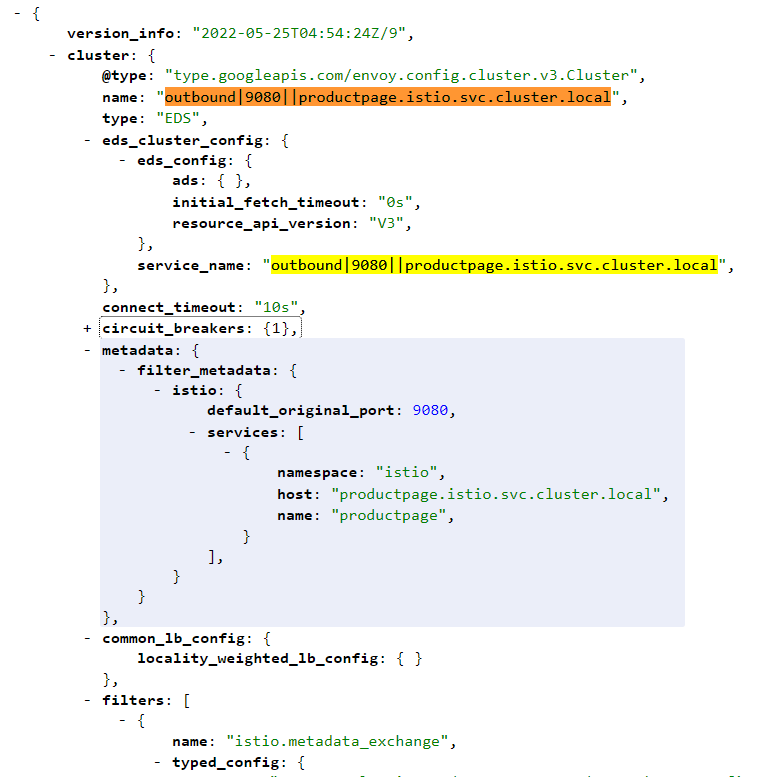 - {
version_info: "2022-05-25T04:54:24Z/9",
- cluster: {
@type: "type.googleapis.com/envoy.config.cluster.v3.Cluster",
name: "outbound|9080||productpage.istio.svc.cluster.local",
type: "EDS",
- eds_cluster_config: {
- eds_config: {
ads: { },
initial_fetch_timeout: "0s",
resource_api_version: "V3",
},
service_name: "outbound|9080||productpage.istio.svc.cluster.local",
},
connect_timeout: "10s",
+ circuit_breakers: {1},
- metadata: {
- filter_metadata: {
- istio: {
default_original_port: 9080,
- services: [
- {
namespace: "istio",
host: "productpage.istio.svc.cluster.local",
name: "productpage",
}
],
}
}
},
- common_lb_config: {
locality_weighted_lb_config: { }
},
- filters: [
- {
name: "istio.metadata_exchange",
- typed_config: {